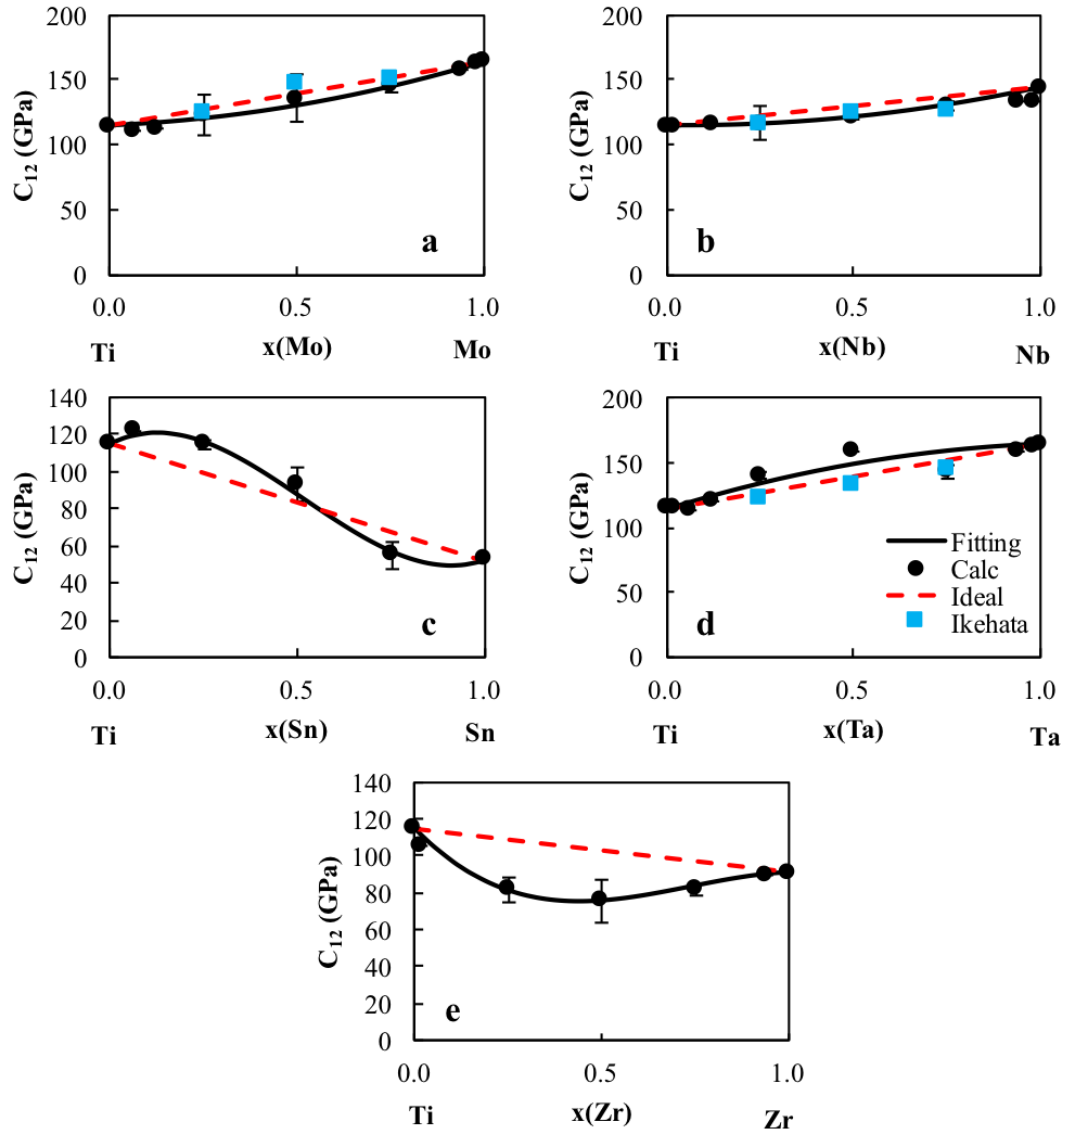 200
150
100
50
0
C12 (GPa)
a
0.0 0.5 1.0
Ti x(Mo) Mo
200
150
100
50
0
C12 (GPa)
b
0.0 0.5 1.0
Ti x(Nb) Nb
140
120
100
80
60
40
20
0
C12 (GPa)
c
0.0 0.5 1.0
Ti x(Sn) Sn
200
150
100
50
0
C12 (GPa)
Fitting
Calc
Ideal
Ikehata
d
0.0 0.5 1.0
Ti x(Ta) Ta
140
120
100
80
60
40
20
0
C12 (GPa)
e
0.0 0.5 1.0
Ti x(Zr) Zr